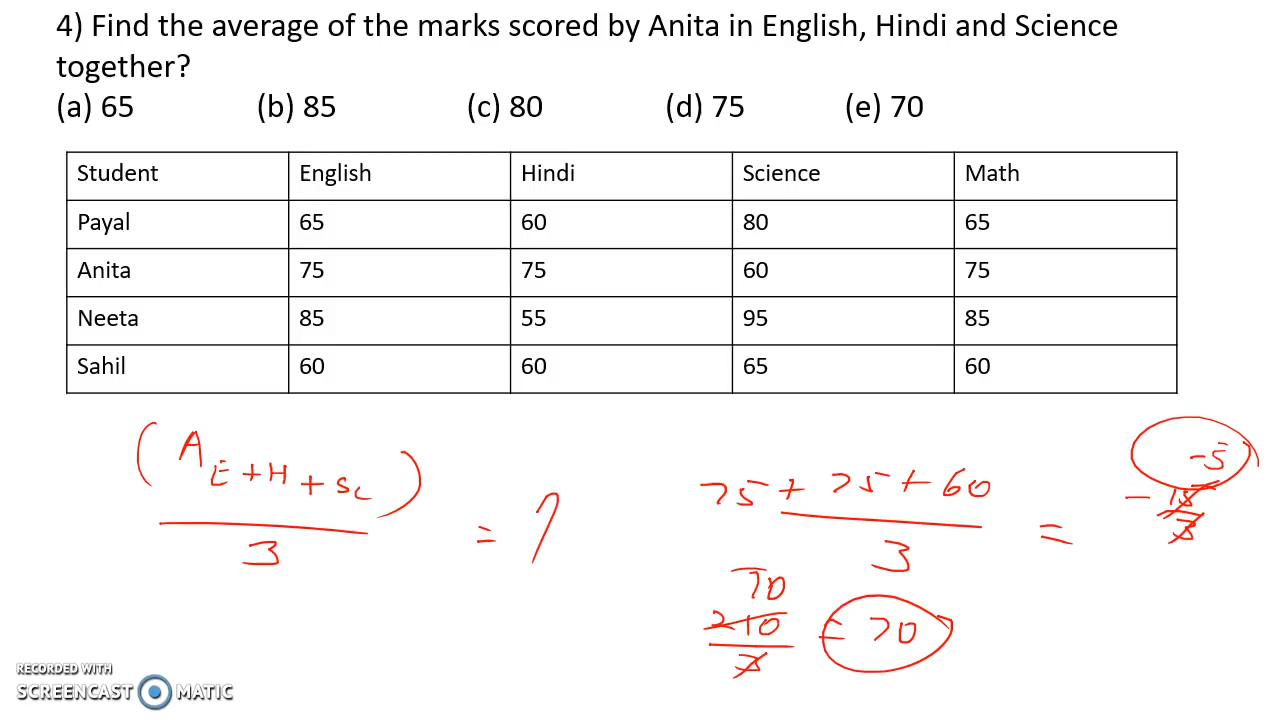 4) Find the average of the marks scored by Anita in English, Hindi and Science
together?
(a) 65 (b) 85 (c) 80 (d) 75 (e) 70
Student English Hindi Science Math
Payal 65 60 80 65
Anita 75 75 60 75
Neeta 85 55 95 85
Sahil 60 60 65 60
(A E+H+Sc)
3
= ?
75 + 75 + 60
3
=
-5
- 15
3
70
210
3
= 70
RECORDED WITH
SCREENCAST MATIC